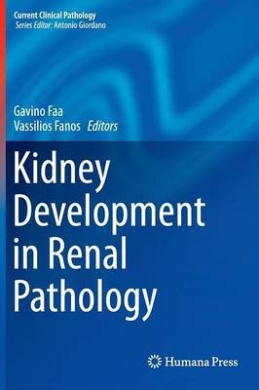 Current Clinical Pathology
Series Editor: Antonio Giordano
Gavino Faa
Vassilios Fanos Editors
Kidney
Development
in Renal
Pathology
Humana Press